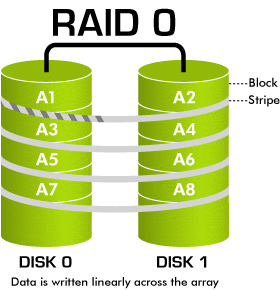 RAID 0
Block
A1 A2
Stripe
A3 A4
A5 A6
A7 A8
DISK 0 DISK 1
Data is written linearly across the array